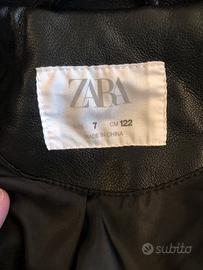 ZARA
7 CM 122
MADE IN CHINA
subito